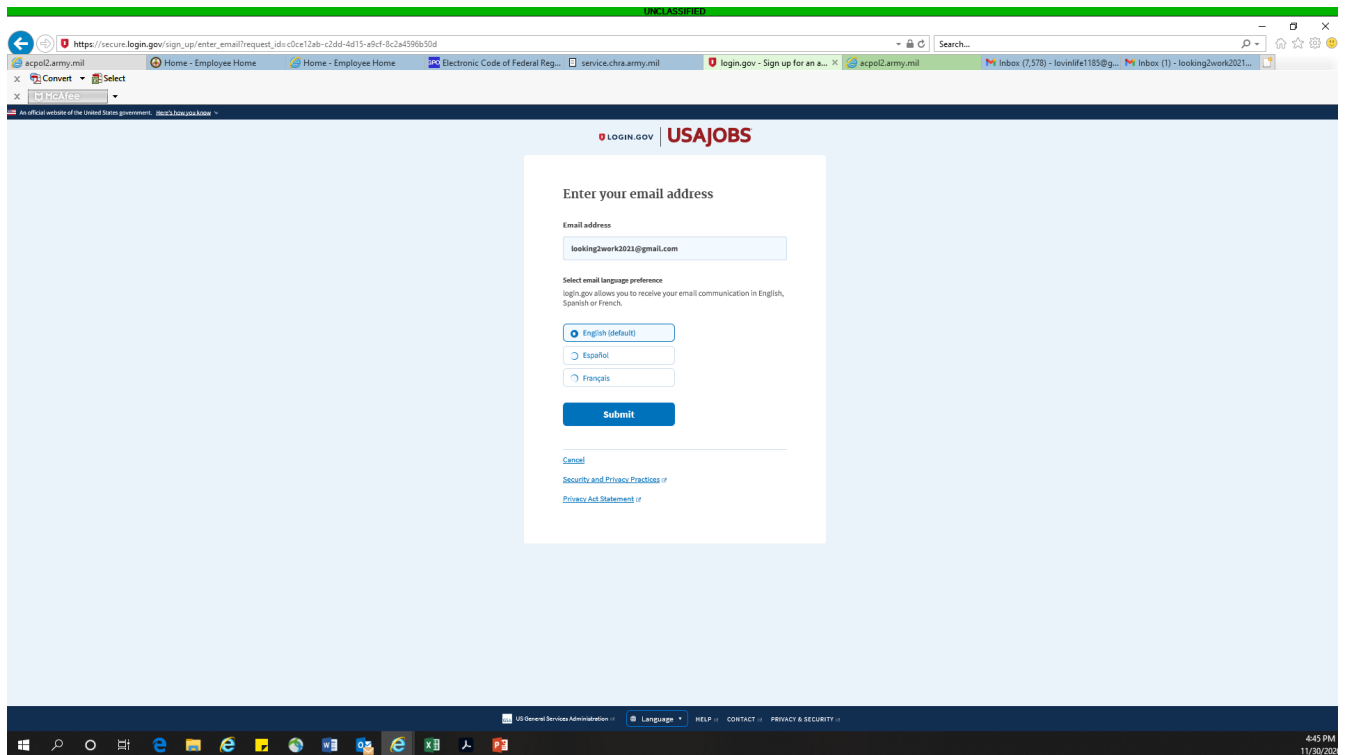 UNCLASSIFIED
https://secure.login.gov/sign_up/enter_email?request_id=c0ce12ab-c2dd-4d15-a9cf-8c2a4596b50d
Search...
acpol2.army.mil
Home - Employee Home
Home - Employee Home
GPO Electronic Code of Federal Reg...
service.chra.army.mil
login.gov - Sign up for an a...
acpol2.army.mil
Inbox (7,578) - lovinlife1185@g...
Inbox (1) - looking2work2021...
x Convert Select
x McAfee
An official website of the United States government. Here's how you know
LOGIN.GOV USAJOBS
Enter your email address
Email address
looking2work2021@gmail.com
Select email language preference
login.gov allows you to receive your email communication in English,
Spanish or French.
English (default)
Español
Français
Submit
Cancel
Security and Privacy Practices
Privacy Act Statement
GSA US General Services Administration Language HELP CONTACT PRIVACY & SECURITY
4:45 PM